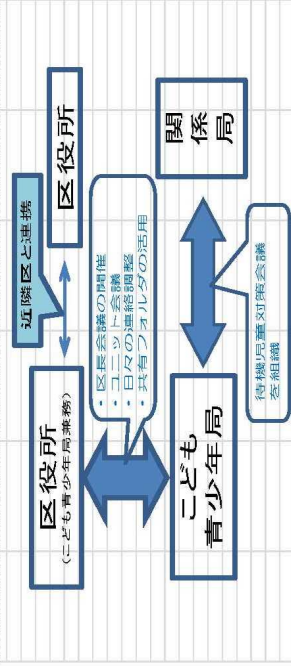 近隣区と連携
区役所
(こども青少年局兼務)
区役所
・区長会議の開催
・ユニット会議
・日々の連絡調整
・共有フォルダの活用
こども
青少年局
関係局
待機児童対策会議
を組織